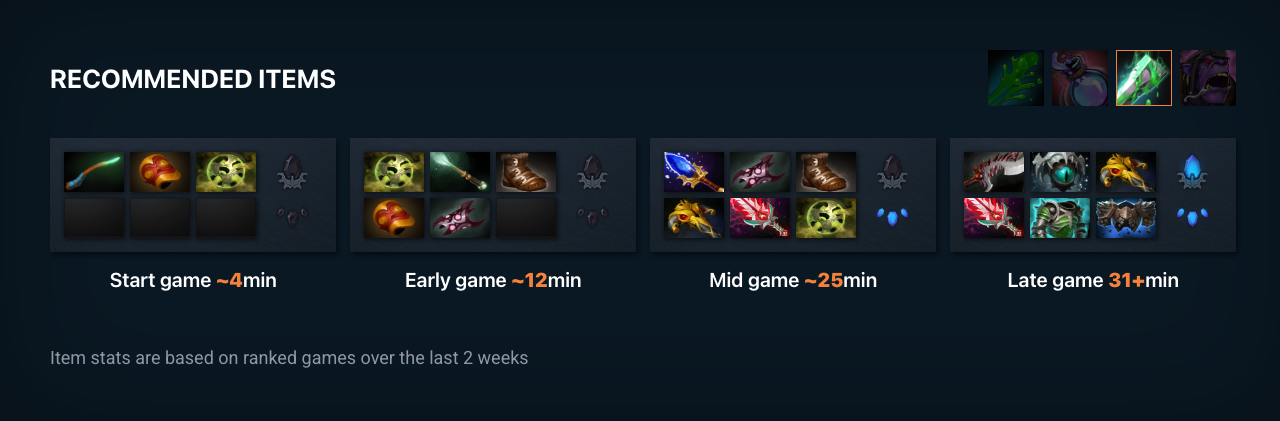 RECOMMENDED ITEMS
Start game ~4min
Early game ~12min
Mid game ~25min
Late game 31+min
Item stats are based on ranked games over the last 2 weeks